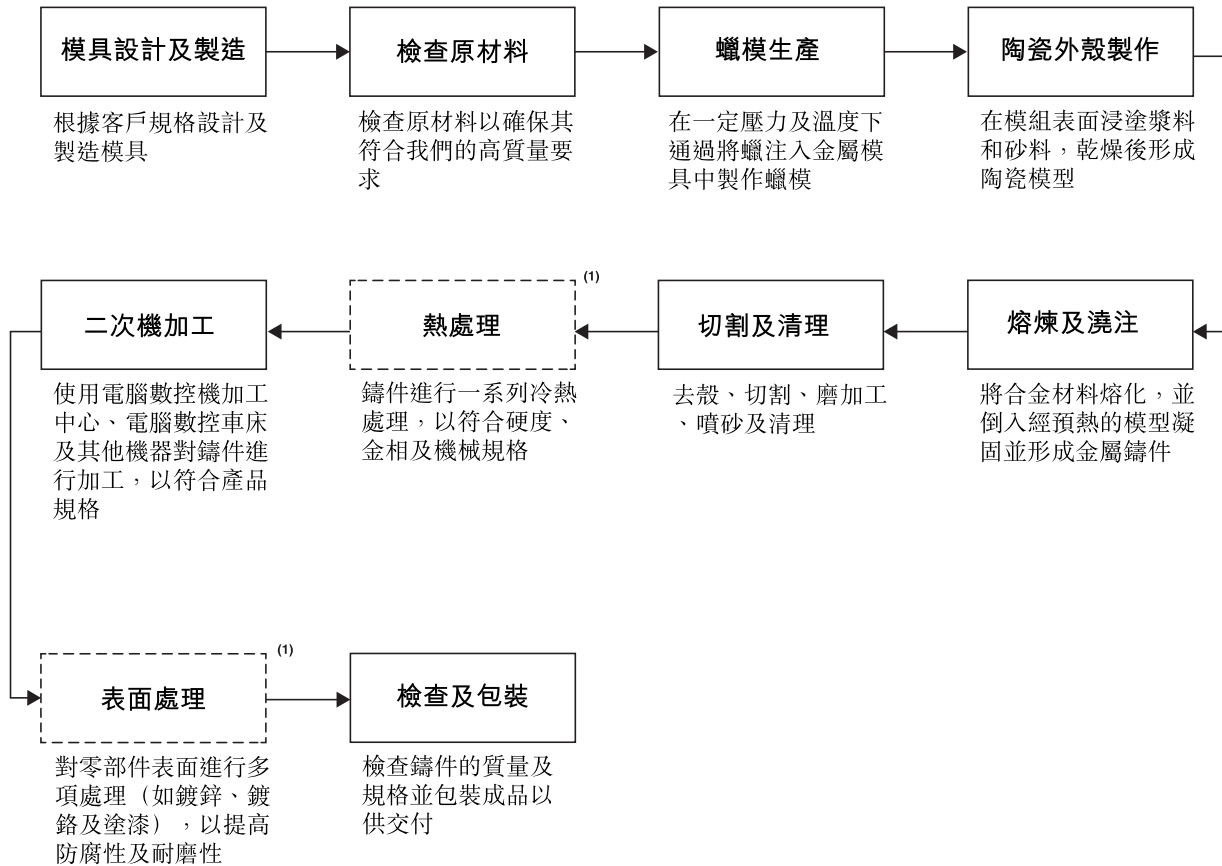 模具設計及製造
根據客戶規格設計及
製造模具
檢查原材料
檢查原材料以確保其
符合我們的高質量要
求
蠟模生產
在一定壓力及溫度下
通過將蠟注入金屬模
具中製作蠟模
陶瓷外殼製作
在模組表面浸塗漿料
和砂料，乾燥後形成
陶瓷模型
熔煉及澆注
將合金材料熔化，並
倒入經預熱的模型凝
固並形成金屬鑄件
切割及清理
去殼、切割、磨加工
、噴砂及清理
熱處理
(1)
鑄件進行一系列冷熱
處理，以符合硬度、
金相及機械規格
二次機加工
使用電腦數控機加工
中心、電腦數控車床
及其他機器對鑄件進
行加工，以符合產品
規格
表面處理
(1)
對零部件表面進行多
項處理（如鍍鋅、鍍
鉻及塗漆），以提高
防腐性及耐磨性
檢查及包裝
檢查鑄件的質量及
規格並包裝成品以
供交付